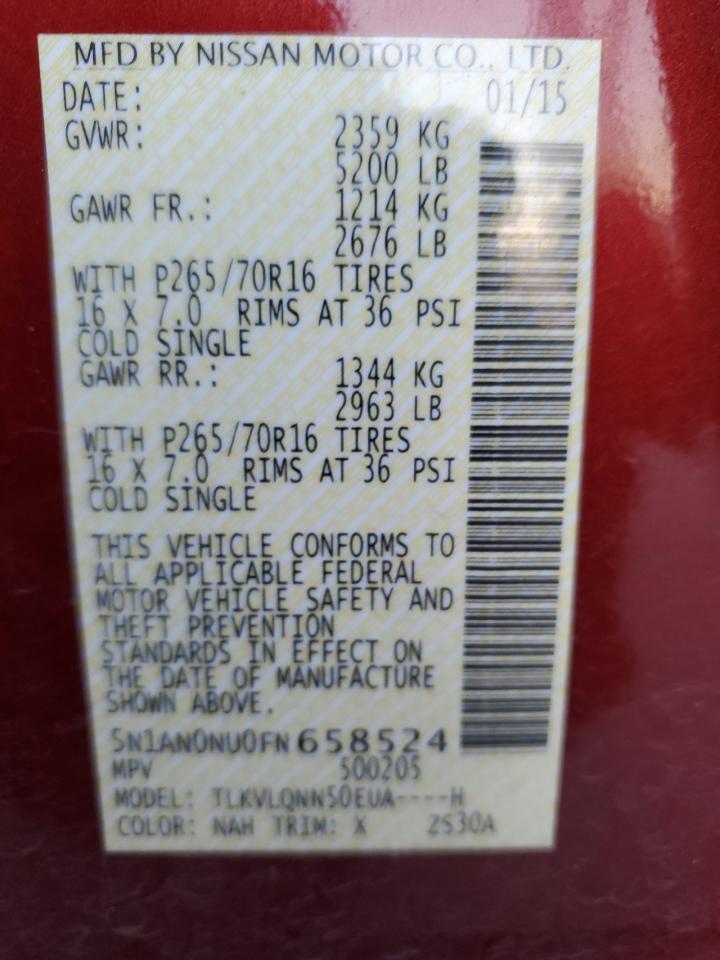 MFD BY NISSAN MOTOR CO., LTD.
DATE: 01/15
GVWR: 2359 KG
5200 LB
GAWR FR.: 1214 KG
2676 LB
WITH P265/70R16 TIRES
16 X 7.0 RIMS AT 36 PSI
COLD SINGLE
GAWR RR.: 1344 KG
2963 LB
WITH P265/70R16 TIRES
16 X 7.0 RIMS AT 36 PSI
COLD SINGLE
THIS VEHICLE CONFORMS TO
ALL APPLICABLE FEDERAL
MOTOR VEHICLE SAFETY AND
THEFT PREVENTION
STANDARDS IN EFFECT ON
THE DATE OF MANUFACTURE
SHOWN ABOVE.
5N1AN0NU0FN658524
MPV 500205
MODEL: TLKVLQNN50EUA----H
COLOR: NAH TRIM: X ZS30A